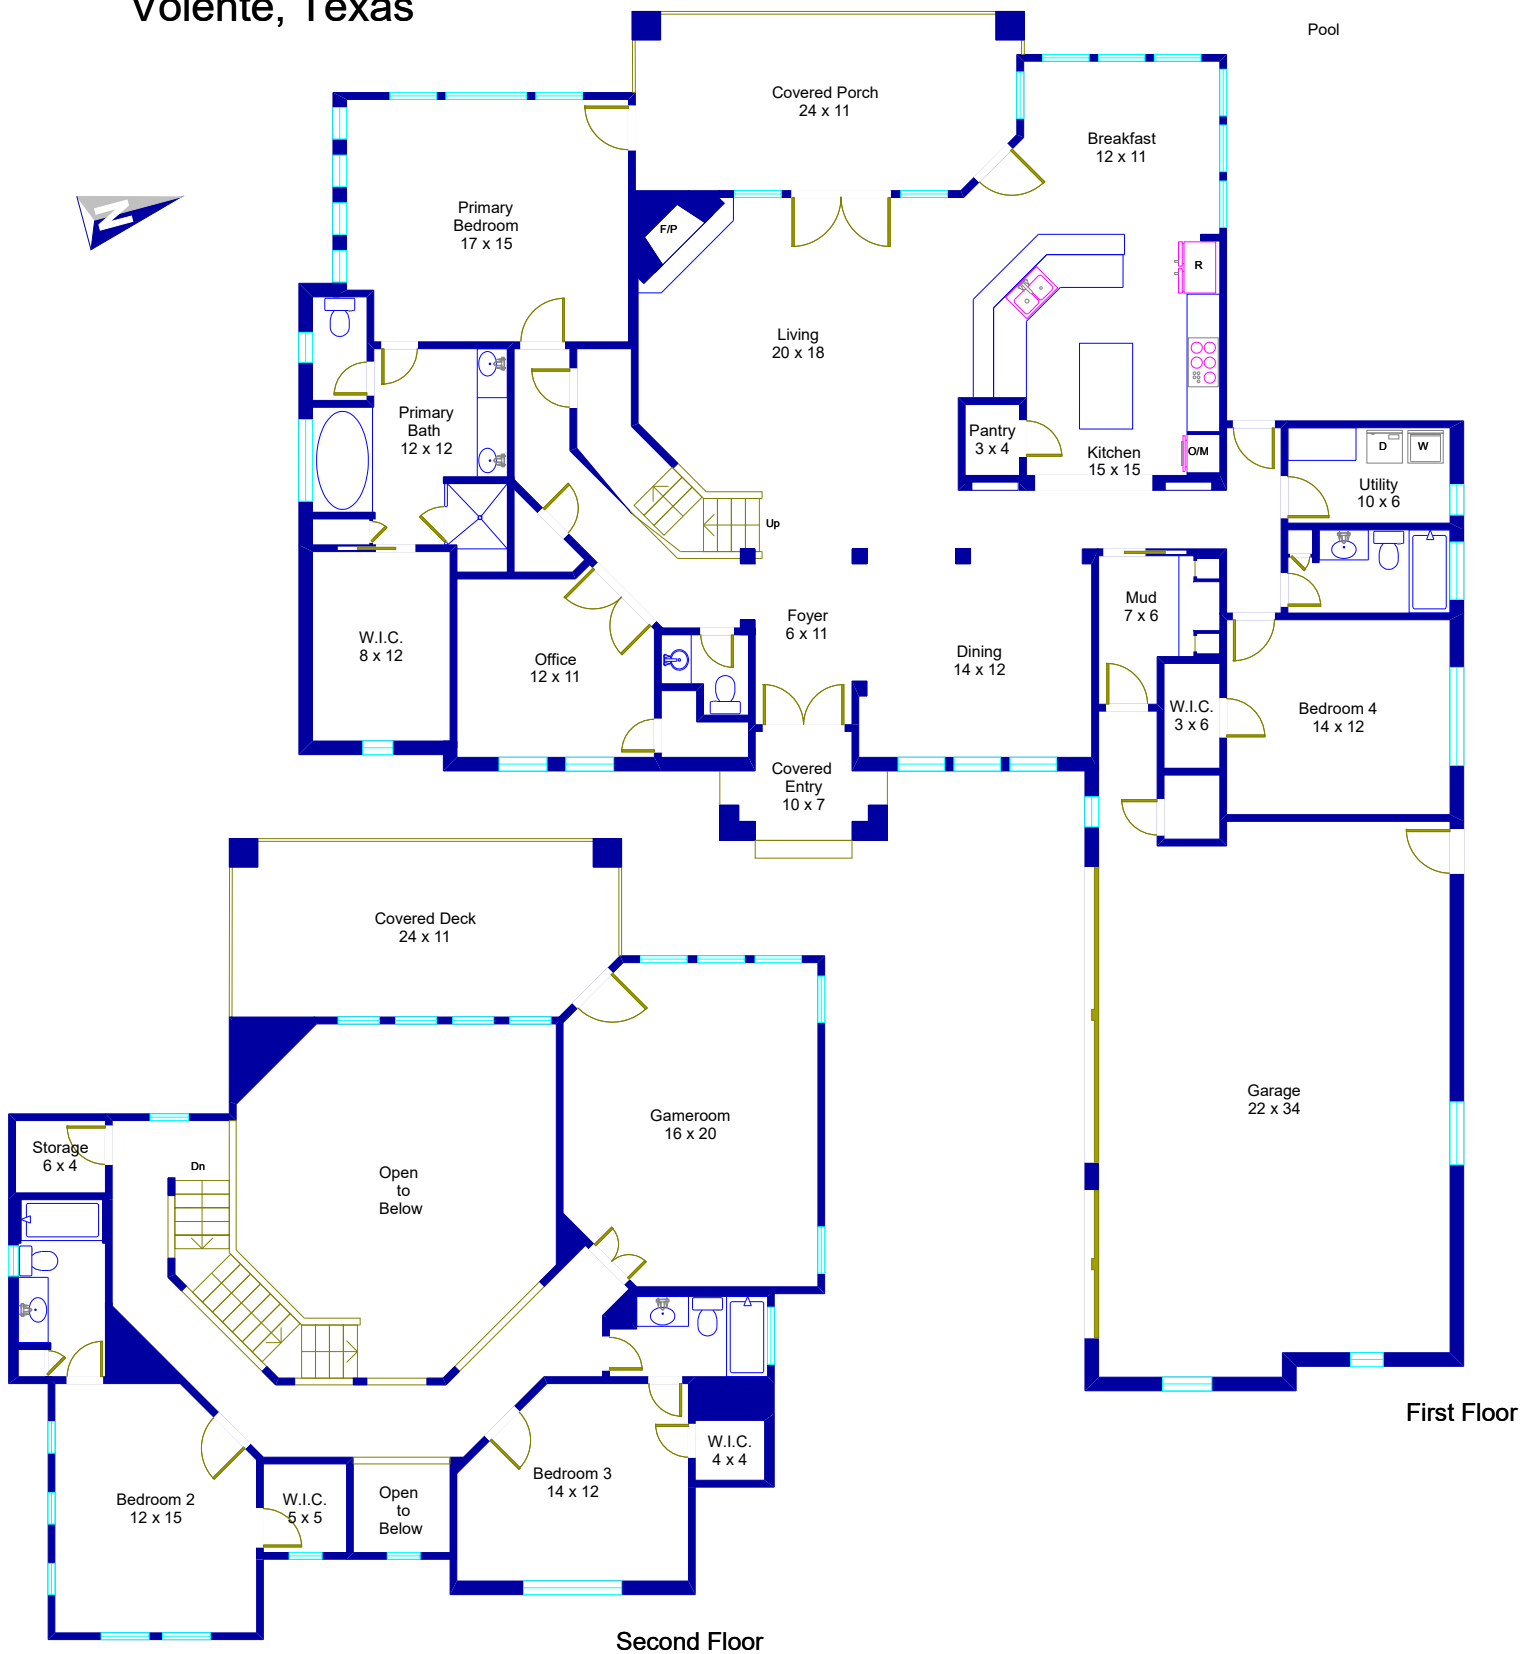 Volente, Texas
Pool
Covered Porch
24 x 11
Breakfast
12 x 11
Primary
Bedroom
17 x 15
N
F/P
R
Living
20 x 18
Primary
Bath
12 x 12
Pantry
3 x 4
Kitchen
15 x 15
O/M
D
W
Utility
10 x 6
Up
Mud
7 x 6
Foyer
6 x 11
W.I.C.
8 x 12
Office
12 x 11
Dining
14 x 12
W.I.C.
3 x 6
Bedroom 4
14 x 12
Covered
Entry
10 x 7
Covered Deck
24 x 11
Garage
22 x 34
Gameroom
16 x 20
Storage
6 x 4
Dn
Open
to
Below
First Floor
W.I.C.
4 x 4
Bedroom 3
14 x 12
Bedroom 2
12 x 15
W.I.C.
5 x 5
Open
to
Below
Second Floor